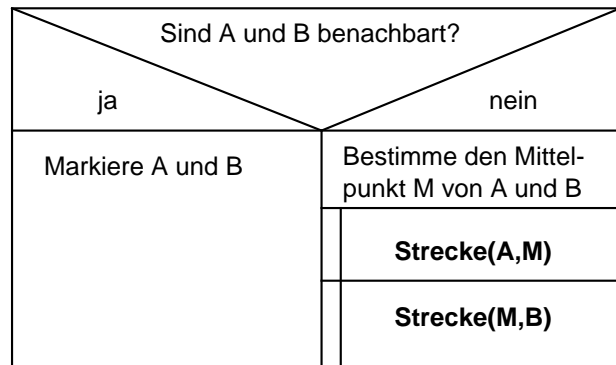 Sind A und B benachbart?
ja
nein
Markiere A und B
Bestimme den Mittel-
punkt M von A und B
Strecke(A,M)
Strecke(M,B)